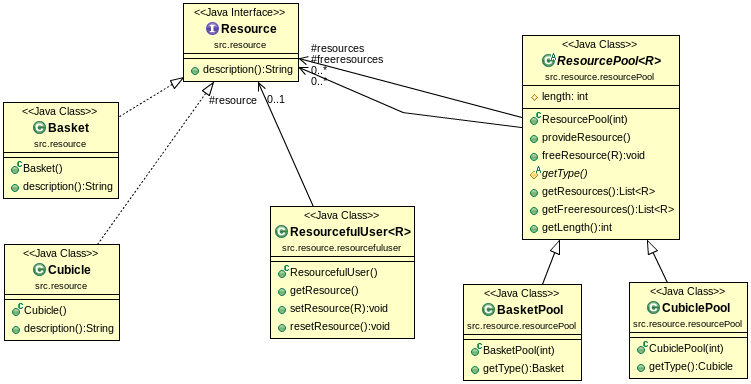 <<Java Interface>>
Resource
src.resource
description():String
#resources
#freeresources
0..*
0..*
#resource
0..1
<<Java Class>>
ResourcePool<R>
src.resource.resourcePool
length: int
ResourcePool(int)
provideResource()
freeResource(R):void
getType()
getResources():List<R>
getFreeresources():List<R>
getLength():int
<<Java Class>>
Basket
src.resource
Basket()
description():String
<<Java Class>>
Cubicle
src.resource
Cubicle()
description():String
<<Java Class>>
ResourcefulUser<R>
src.resource.resourcefuluser
ResourcefulUser()
getResource()
setResource(R):void
resetResource():void
<<Java Class>>
BasketPool
src.resource.resourcePool
BasketPool(int)
getType():Basket
<<Java Class>>
CubiclePool
src.resource.resourcePool
CubiclePool(int)
getType():Cubicle